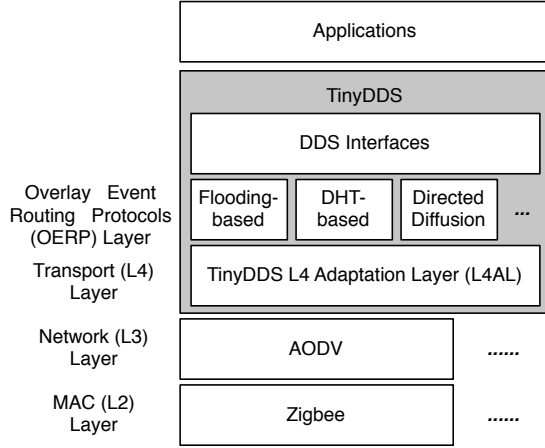 Applications
TinyDDS
DDS Interfaces
Overlay Event
Routing Protocols
(OERP) Layer
Flooding-
based
DHT-
based
Directed
Diffusion
...
Transport (L4)
Layer
TinyDDS L4 Adaptation Layer (L4AL)
Network (L3)
Layer
AODV
......
MAC (L2)
Layer
Zigbee
......